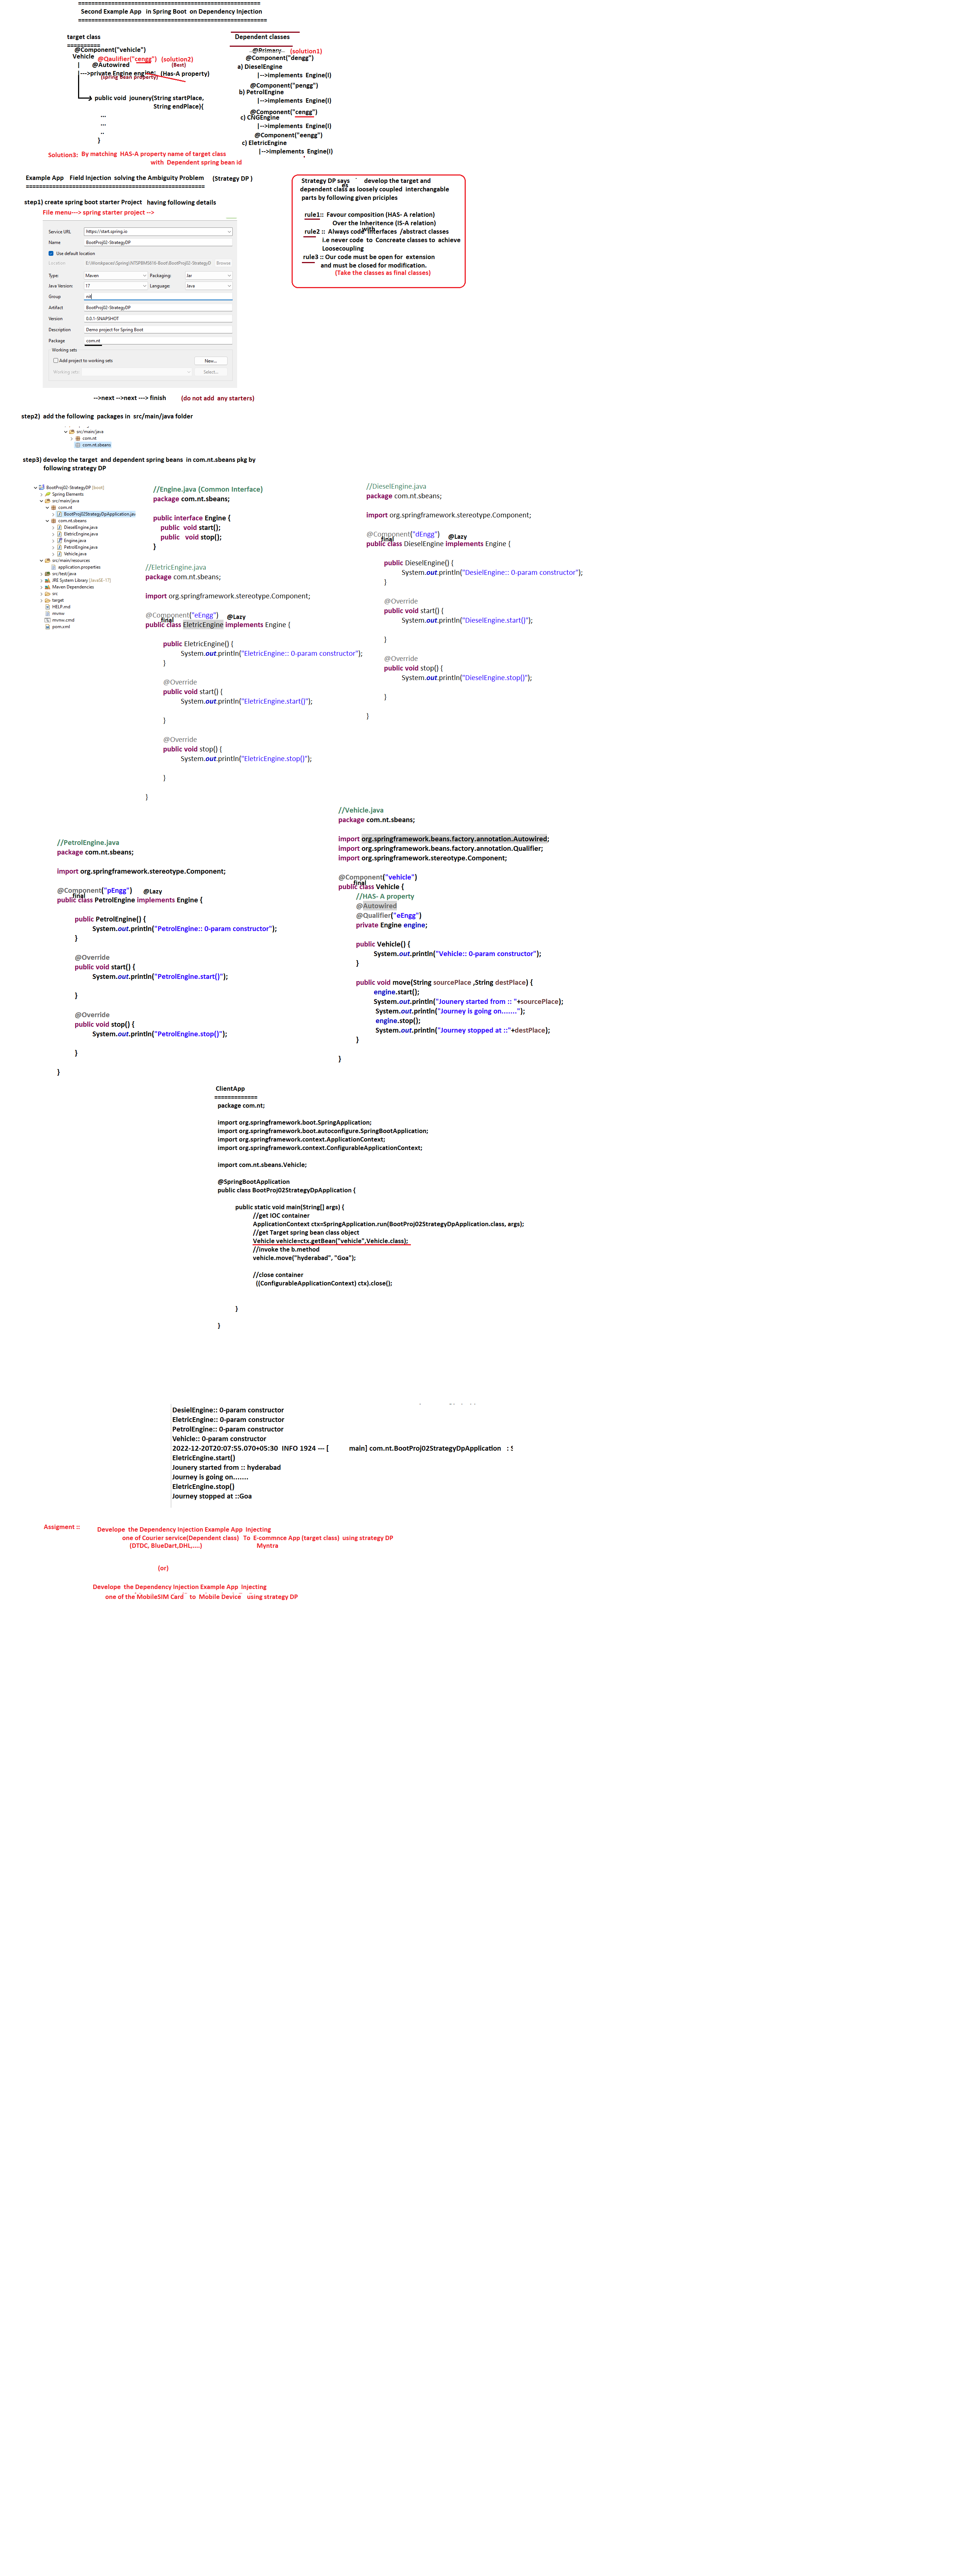 =======================================================
Second Example App in Spring Boot on Dependency Injection
=========================================================
target class
==========
@Component("vehicle")
Vehicle
@Qaulifier("cengg") (solution2)
| @Autowired (Best)
|--->private Engine engine; (Has-A property)
(spring bean property)
public void jounery(String startPlace,
String endPlace){
...
...
..
}
Solution3: By matching HAS-A property name of target class
with Dependent spring bean id
Dependent classes
@Primary (solution1)
@Component("dengg")
a) DieselEngine
|-->implements Engine(I)
@Component("pengg")
b) PetrolEngine
|-->implements Engine(I)
@Component("cengg")
c) CNGEngine
|-->implements Engine(I)
@Component("eengg")
c) EletricEngine
|-->implements Engine(I)
Example App Field Injection solving the Ambiguity Problem (Strategy DP )
======================================================
Strategy DP says develop the target and
es
dependent class as loosely coupled interchangable
parts by following given priciples
rule1:: Favour composition (HAS- A relation)
Over the Inheritence (IS-A relation)
with
rule2 :: Always code interfaces /abstract classes
i.e never code to Concreate classes to achieve
Loosecoupling
rule3 :: Our code must be open for extension
and must be closed for modification.
(Take the classes as final classes)
step1) create spring boot starter Project having following details
File menu---> spring starter project -->
Service URL https://start.spring.io
Name BootProj02-StrategyDP
Use default location
Location Browse
Type: Maven Packaging: Jar
Java Version: 17 Language: Java
Group nit
Artifact BootProj02-StrategyDP
Version 0.0.1-SNAPSHOT
Description Demo project for Spring Boot
Package com.nt
Working sets
Add project to working sets New...
Working sets: Select...
-->next -->next ---> finish (do not add any starters)
step2) add the following packages in src/main/java folder
src/main/java
com.nt
com.nt.sbeans
step3) develop the target and dependent spring beans in com.nt.sbeans pkg by
following strategy DP
BootProj02-StrategyDP [boot]
Spring Elements
src/main/java
com.nt
BootProj02StrategyDpApplication.jav
com.nt.sbeans
DieselEngine.java
EletricEngine.java
Engine.java
PetrolEngine.java
Vehicle.java
src/main/resources
application.properties
src/test/java
JRE System Library [JavaSE-17]
Maven Dependencies
src
target
HELP.md
mvnw
mvnw.cmd
pom.xml
//Engine.java (Common Interface)
package com.nt.sbeans;
public interface Engine {
public void start();
public void stop();
}
//EletricEngine.java
package com.nt.sbeans;
import org.springframework.stereotype.Component;
@Component("eEngg") @Lazy
final
public class EletricEngine implements Engine {
public EletricEngine() {
System.out.println("EletricEngine:: 0-param constructor");
}
@Override
public void start() {
System.out.println("EletricEngine.start()");
}
@Override
public void stop() {
System.out.println("EletricEngine.stop()");
}
}
//DieselEngine.java
package com.nt.sbeans;
import org.springframework.stereotype.Component;
@Component("dEngg") @Lazy
final
public class DieselEngine implements Engine {
public DieselEngine() {
System.out.println("DesielEngine:: 0-param constructor");
}
@Override
public void start() {
System.out.println("DieselEngine.start()");
}
@Override
public void stop() {
System.out.println("DieselEngine.stop()");
}
}
//PetrolEngine.java
package com.nt.sbeans;
import org.springframework.stereotype.Component;
@Component("pEngg") @Lazy
final
public class PetrolEngine implements Engine {
public PetrolEngine() {
System.out.println("PetrolEngine:: 0-param constructor");
}
@Override
public void start() {
System.out.println("PetrolEngine.start()");
}
@Override
public void stop() {
System.out.println("PetrolEngine.stop()");
}
}
//Vehicle.java
package com.nt.sbeans;
import org.springframework.beans.factory.annotation.Autowired;
import org.springframework.beans.factory.annotation.Qualifier;
import org.springframework.stereotype.Component;
@Component("vehicle")
final
public class Vehicle {
//HAS- A property
@Autowired
@Qualifier("eEngg")
private Engine engine;
public Vehicle() {
System.out.println("Vehicle:: 0-param constructor");
}
public void move(String sourcePlace ,String destPlace) {
engine.start();
System.out.println("Jounery started from :: "+sourcePlace);
System.out.println("Journey is going on.......");
engine.stop();
System.out.println("Journey stopped at ::"+destPlace);
}
}
ClientApp
=============
package com.nt;
import org.springframework.boot.SpringApplication;
import org.springframework.boot.autoconfigure.SpringBootApplication;
import org.springframework.context.ApplicationContext;
import org.springframework.context.ConfigurableApplicationContext;
import com.nt.sbeans.Vehicle;
@SpringBootApplication
public class BootProj02StrategyDpApplication {
public static void main(String[] args) {
//get IOC container
ApplicationContext ctx=SpringApplication.run(BootProj02StrategyDpApplication.class, args);
//get Target spring bean class object
Vehicle vehicle=ctx.getBean("vehicle",Vehicle.class);
//invoke the b.method
vehicle.move("hyderabad", "Goa");
//close container
((ConfigurableApplicationContext) ctx).close();
}
}
DesielEngine:: 0-param constructor
EletricEngine:: 0-param constructor
PetrolEngine:: 0-param constructor
Vehicle:: 0-param constructor
2022-12-20T20:07:55.070+05:30 INFO 1924 --- [ main] com.nt.BootProj02StrategyDpApplication : S
EletricEngine.start()
Jounery started from :: hyderabad
Journey is going on.......
EletricEngine.stop()
Journey stopped at ::Goa
Assigment :: Develope the Dependency Injection Example App Injecting
one of Courier service(Dependent class) To E-commnce App (target class) using strategy DP
(DTDC, BlueDart,DHL,....) Myntra
(or)
Develope the Dependency Injection Example App Injecting
one of the MobileSIM Card to Mobile Device using strategy DP